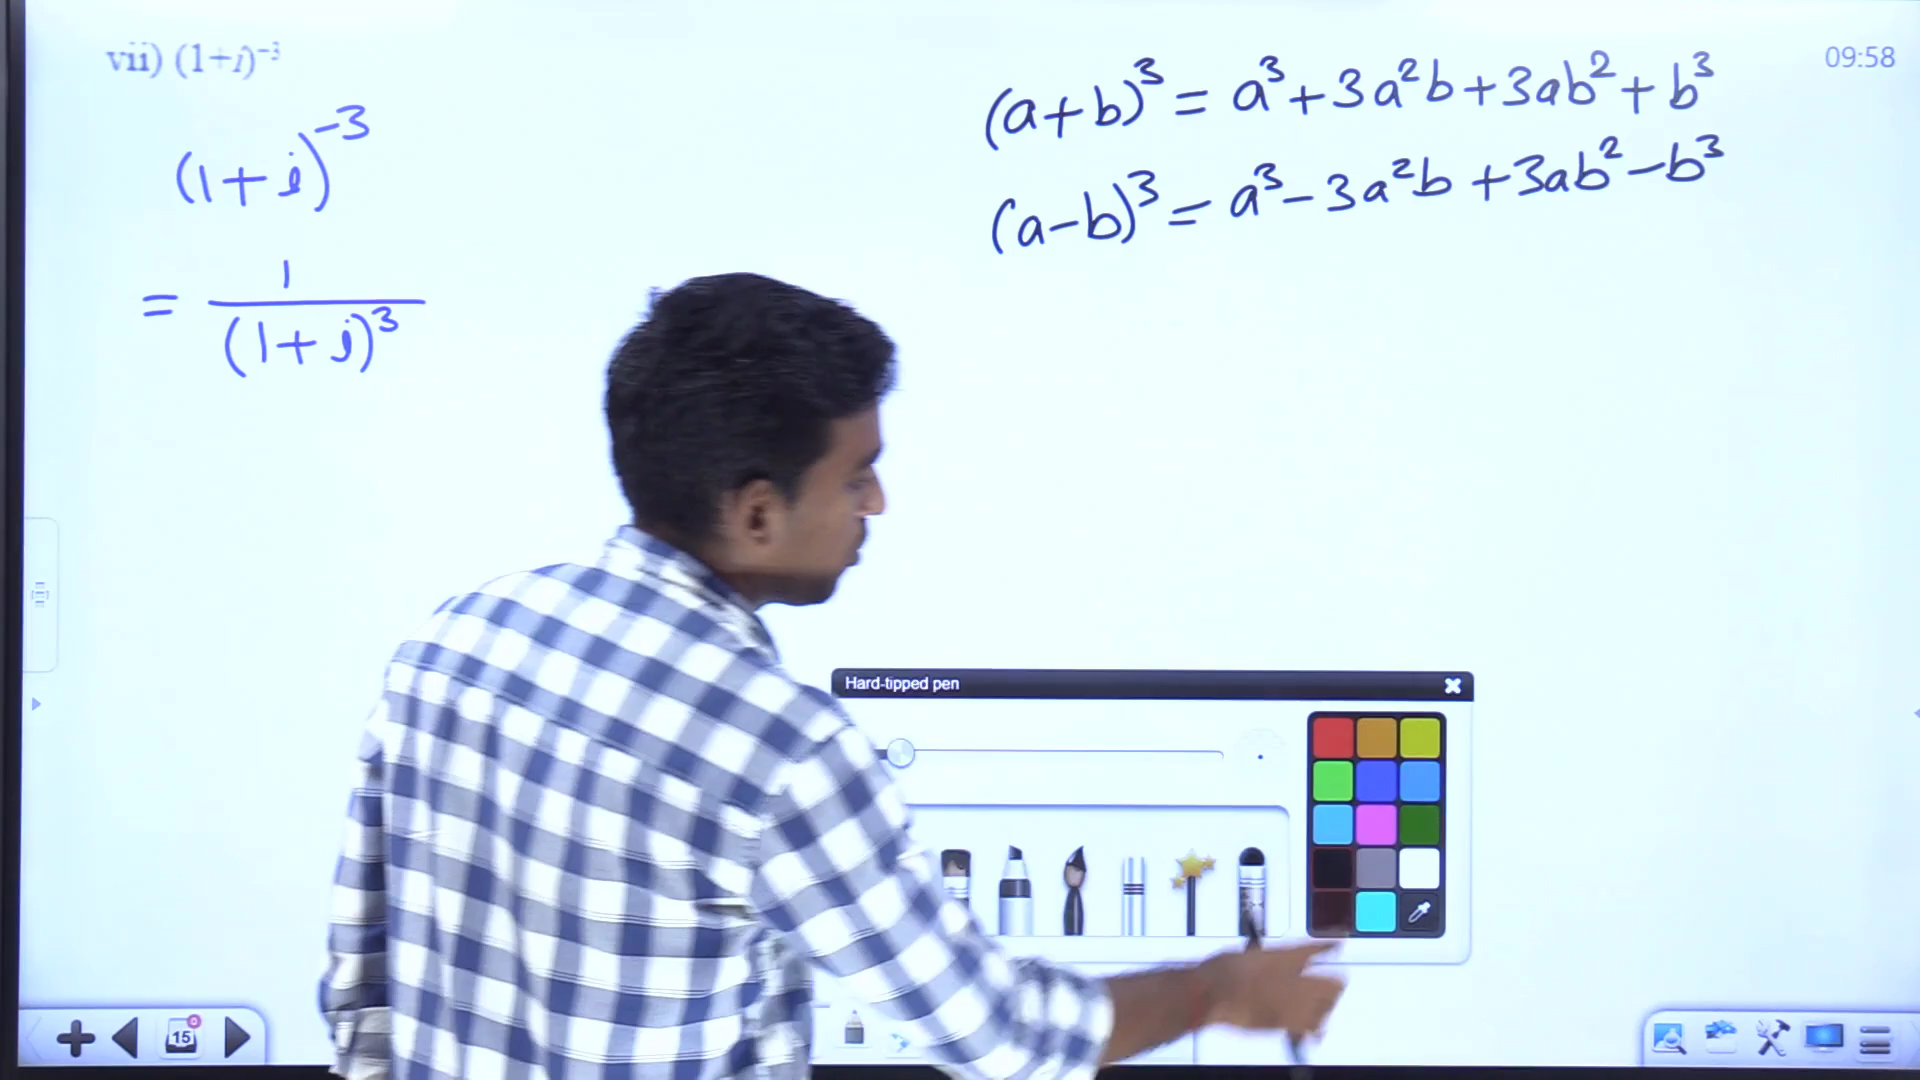 vii) (1+i)⁻³
09:58
(1+i)⁻³
= 1/(1+i)³
(a+b)³ = a³+3a²b+3ab²+b³
(a-b)³ = a³-3a²b+3ab²-b³
Hard-tipped pen
15
0